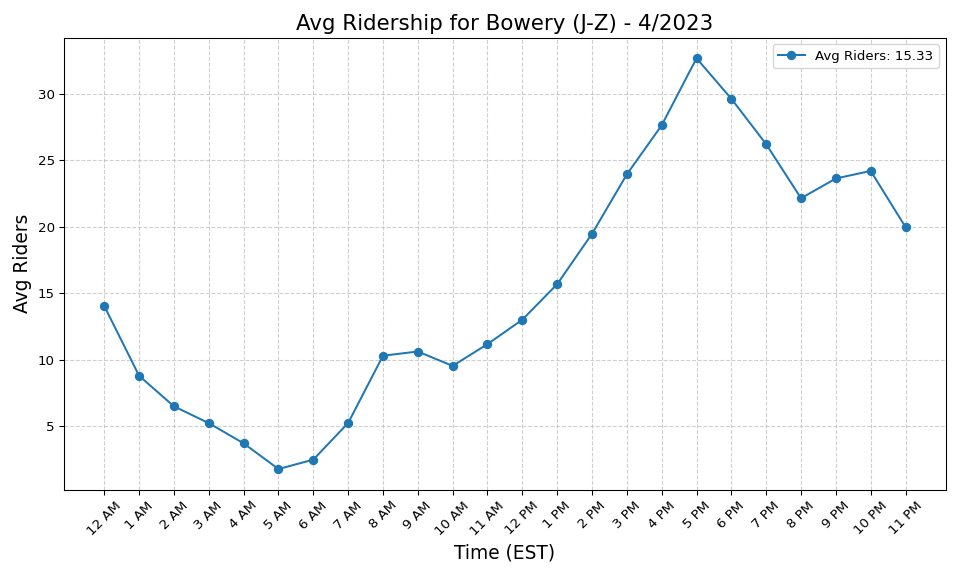 Avg Ridership for Bowery (J-Z) - 4/2023
Avg Riders: 15.33
Avg Riders
30
25
20
15
10
5
12 AM
1 AM
2 AM
3 AM
4 AM
5 AM
6 AM
7 AM
8 AM
9 AM
10 AM
11 AM
12 PM
1 PM
2 PM
3 PM
4 PM
5 PM
6 PM
7 PM
8 PM
9 PM
10 PM
11 PM
Time (EST)